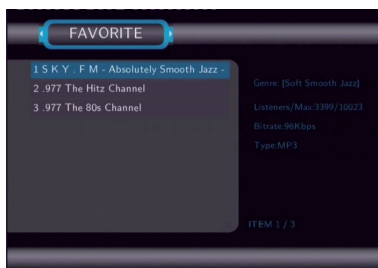 FAVORITE
1 S K Y . F M - Absolutely Smooth Jazz -
2 .977 The Hitz Channel
3 .977 The 80s Channel
Genre: [Soft Smooth Jazz]
Listeners/Max:3399/10023
Bitrate:96Kbps
Type:MP3
ITEM 1 / 3